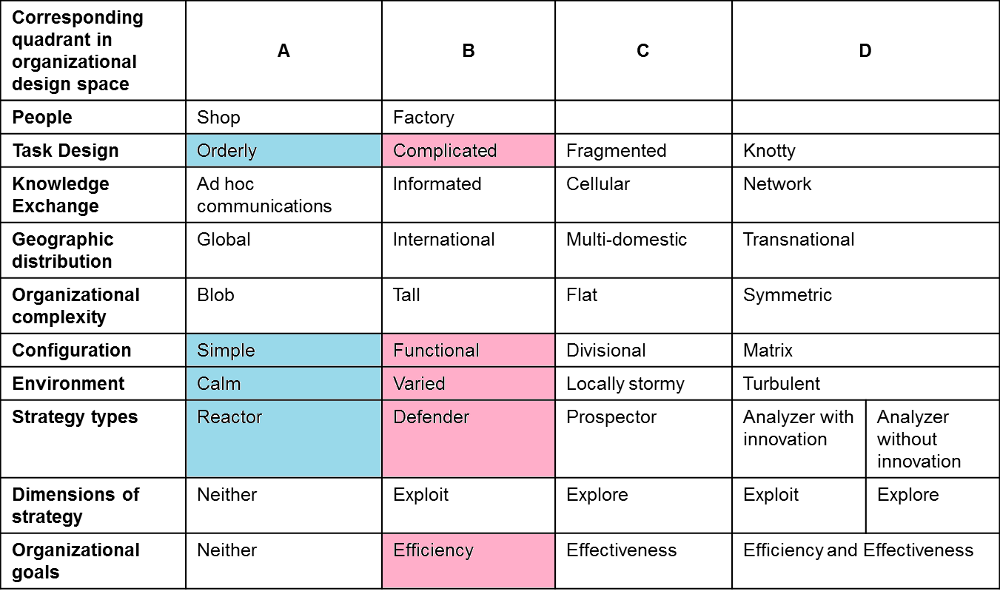 Corresponding
quadrant in
organizational
design space
A
B
C
D
People
Shop
Factory
Task Design
Orderly
Complicated
Fragmented
Knotty
Knowledge
Exchange
Ad hoc
communications
Informated
Cellular
Network
Geographic
distribution
Global
International
Multi-domestic
Transnational
Organizational
complexity
Blob
Tall
Flat
Symmetric
Configuration
Simple
Functional
Divisional
Matrix
Environment
Calm
Varied
Locally stormy
Turbulent
Strategy types
Reactor
Defender
Prospector
Analyzer with
innovation
Analyzer
without
innovation
Dimensions of
strategy
Neither
Exploit
Explore
Exploit
Explore
Organizational
goals
Neither
Efficiency
Effectiveness
Efficiency and Effectiveness